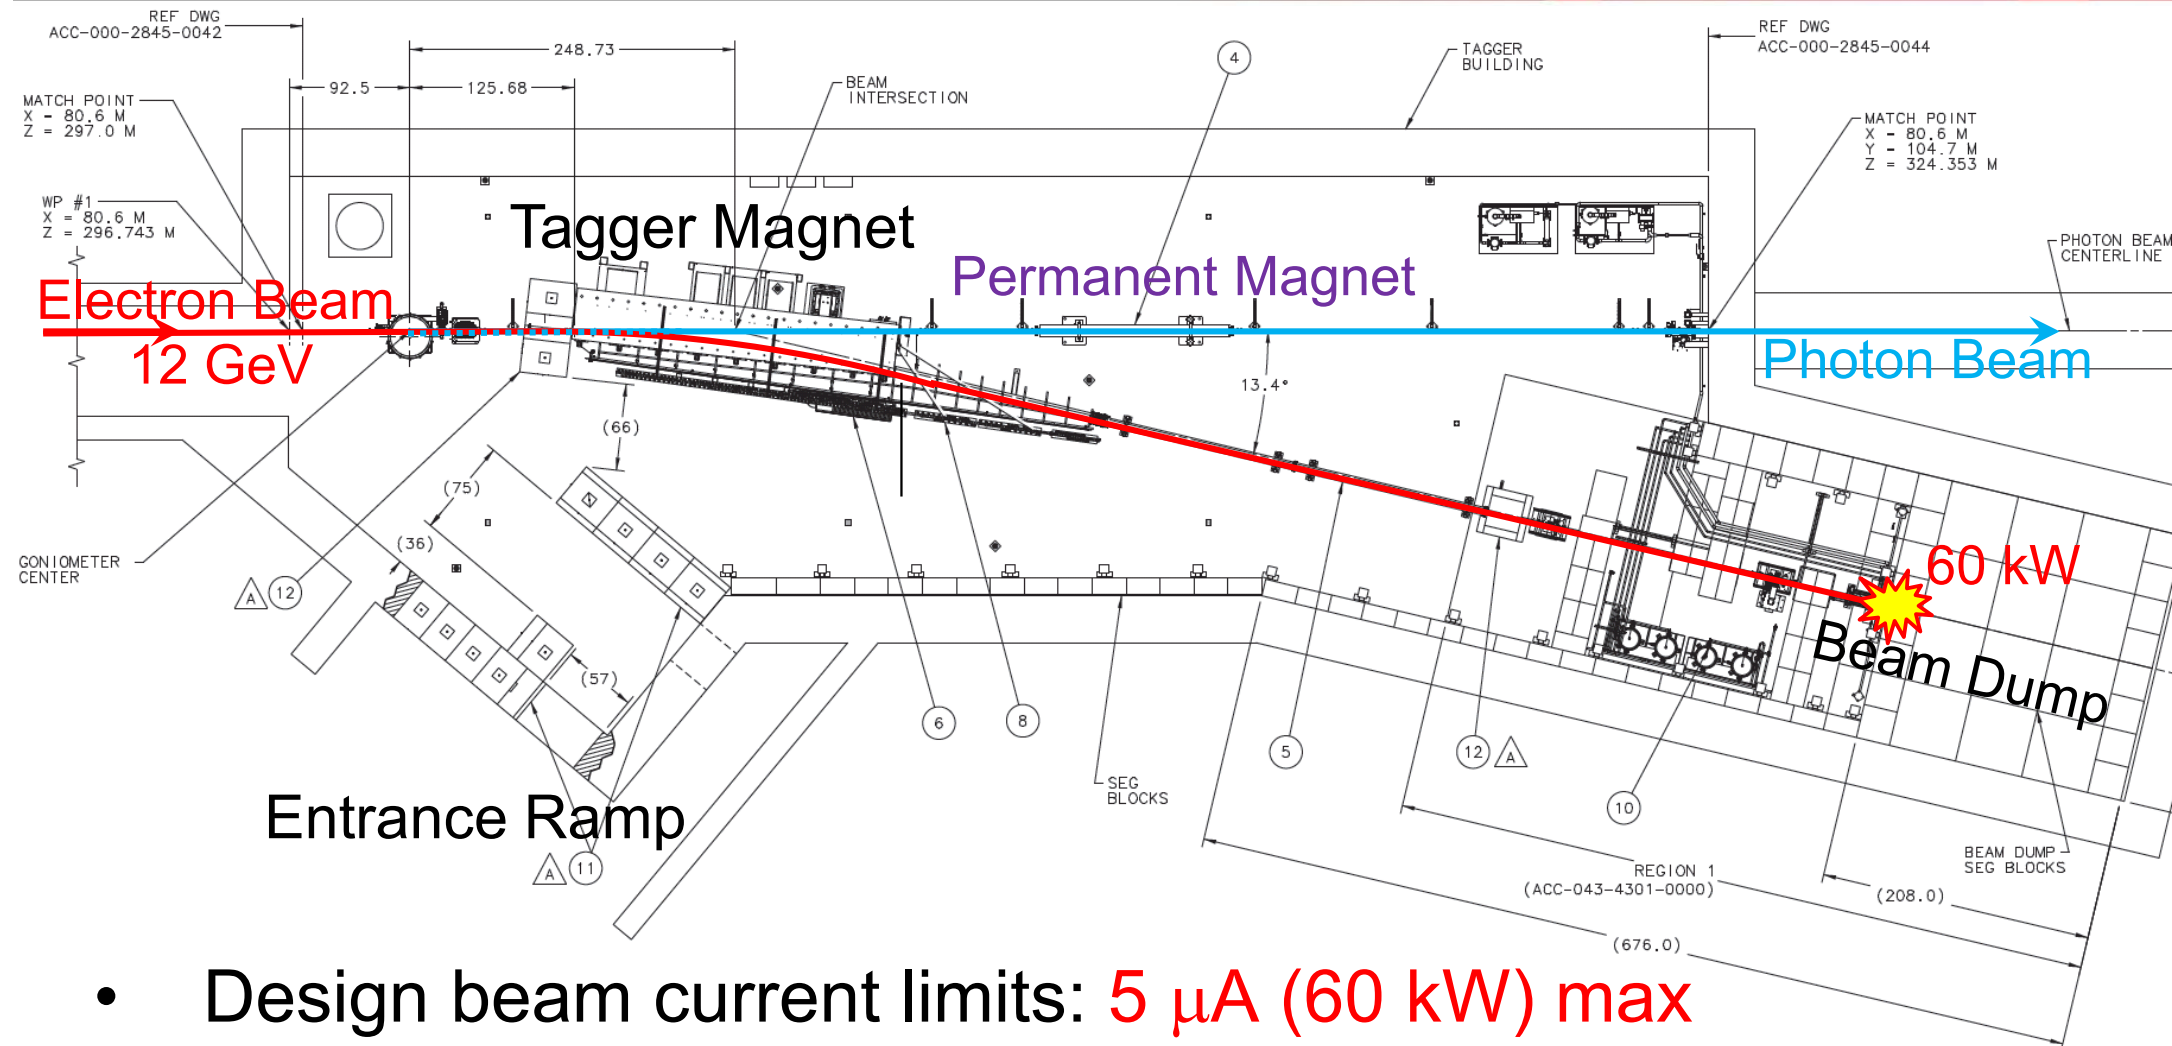 REF DWG
ACC-000-2845-0042
248.73
92.5
125.68
MATCH POINT
X - 80.6 M
Z = 297.0 M
WP #1
X = 80.6 M
Z = 296.743 M
BEAM
INTERSECTION
4
TAGGER
BUILDING
REF DWG
ACC-000-2845-0044
MATCH POINT
X - 80.6 M
Y - 104.7 M
Z = 324.353 M
PHOTON BEAM
CENTERLINE
Tagger Magnet
Permanent Magnet
Electron Beam
12 GeV
Photon Beam
13.4°
(66)
(75)
(36)
(57)
GONIOMETER
CENTER
A
12
60 kW
Beam Dump
6
8
5
12
A
10
SEG
BLOCKS
Entrance Ramp
A
11
REGION 1
(ACC-043-4301-0000)
BEAM DUMP
SEG BLOCKS
(208.0)
(676.0)
• Design beam current limits: 5 μA (60 kW) max